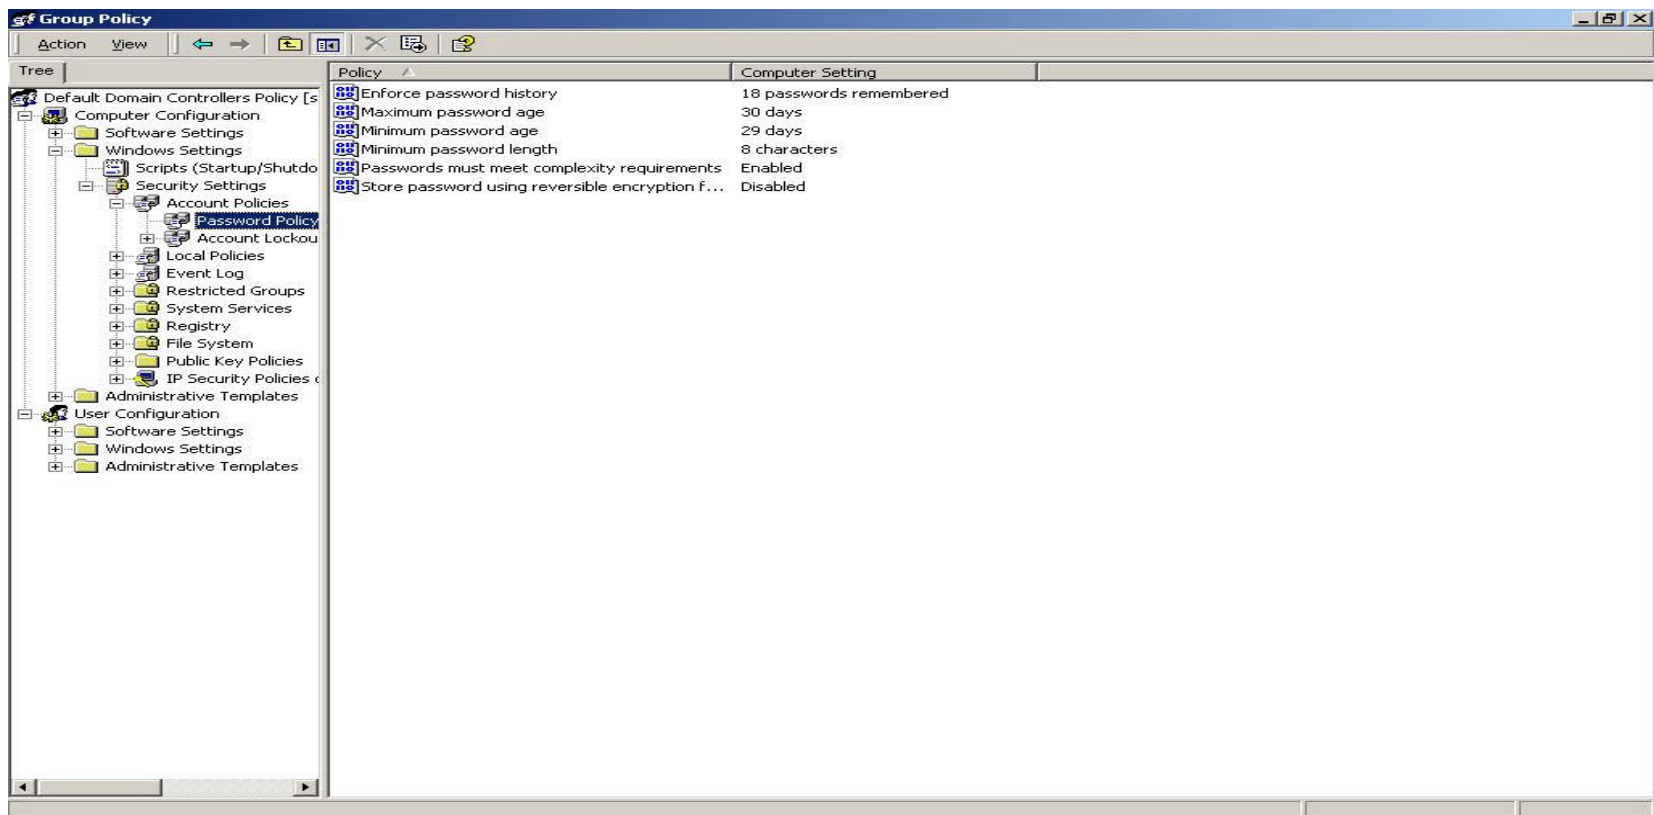 Group Policy
Action View
Tree
Policy Computer Setting
Default Domain Controllers Policy [s
Computer Configuration
Software Settings
Windows Settings
Scripts (Startup/Shutdo
Security Settings
Account Policies
Password Policy
Account Lockou
Local Policies
Event Log
Restricted Groups
System Services
Registry
File System
Public Key Policies
IP Security Policies
Administrative Templates
User Configuration
Software Settings
Windows Settings
Administrative Templates
Enforce password history 18 passwords remembered
Maximum password age 30 days
Minimum password age 29 days
Minimum password length 8 characters
Passwords must meet complexity requirements Enabled
Store password using reversible encryption f... Disabled